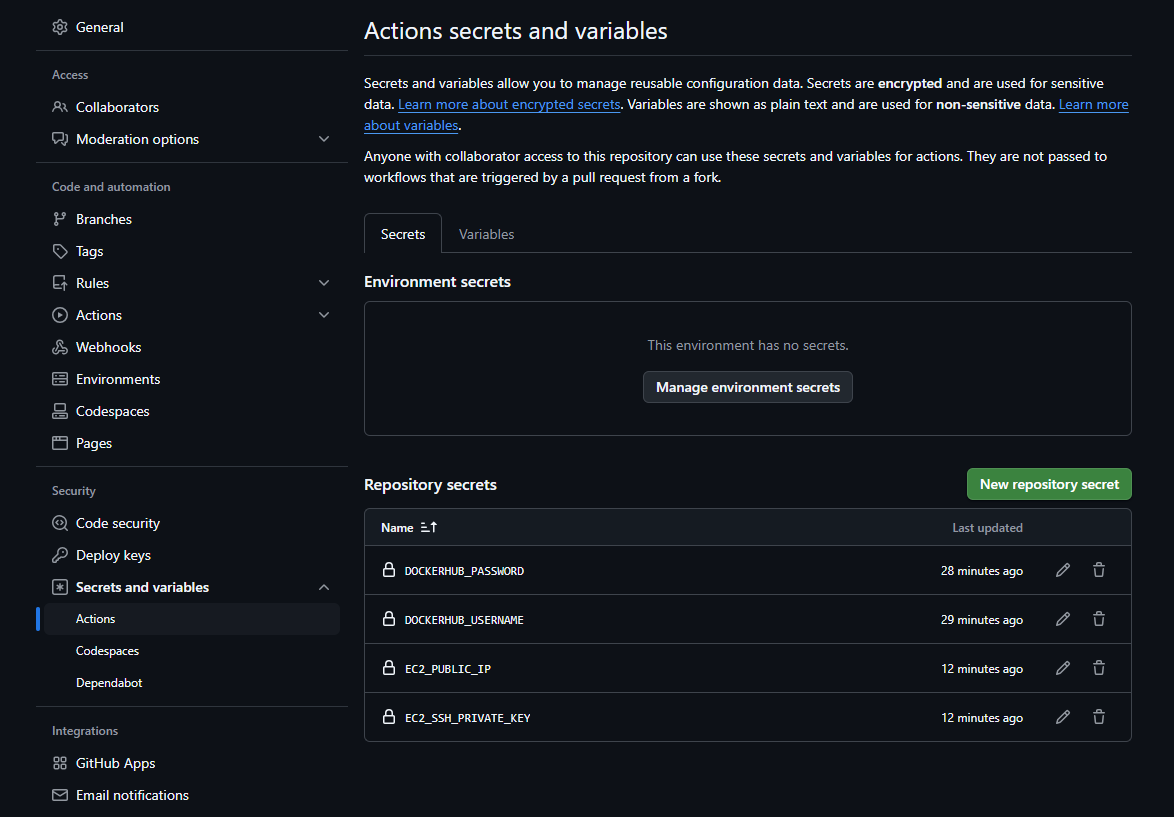 General
Access
Collaborators
Moderation options
Code and automation
Branches
Tags
Rules
Actions
Webhooks
Environments
Codespaces
Pages
Security
Code security
Deploy keys
Secrets and variables
Actions
Codespaces
Dependabot
Integrations
GitHub Apps
Email notifications
Actions secrets and variables
Secrets and variables allow you to manage reusable configuration data. Secrets are encrypted and are used for sensitive
data. Learn more about encrypted secrets. Variables are shown as plain text and are used for non-sensitive data. Learn more
about variables.
Anyone with collaborator access to this repository can use these secrets and variables for actions. They are not passed to
workflows that are triggered by a pull request from a fork.
Secrets Variables
Environment secrets
This environment has no secrets.
Manage environment secrets
Repository secrets New repository secret
Name Last updated
DOCKERHUB_PASSWORD 28 minutes ago
DOCKERHUB_USERNAME 29 minutes ago
EC2_PUBLIC_IP 12 minutes ago
EC2_SSH_PRIVATE_KEY 12 minutes ago